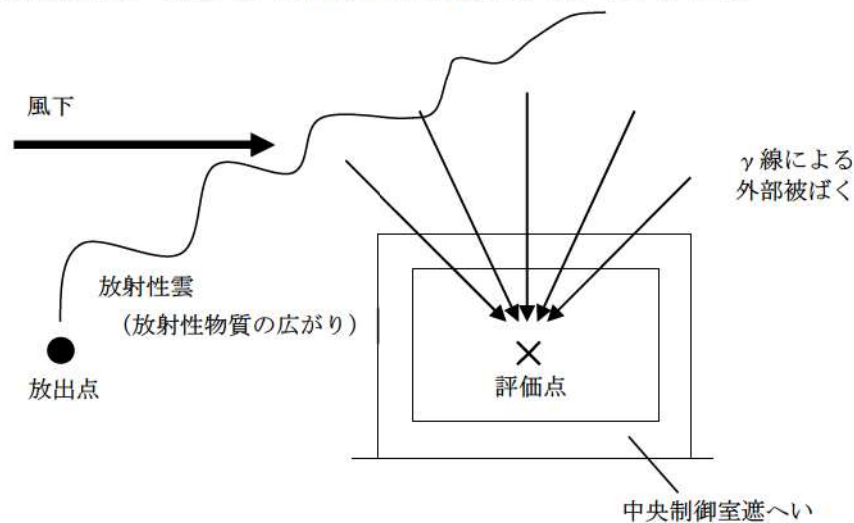 風下
γ線による
外部被ばく
放射性雲
（放射性物質の広がり）
放出点
評価点
中央制御室遮へい